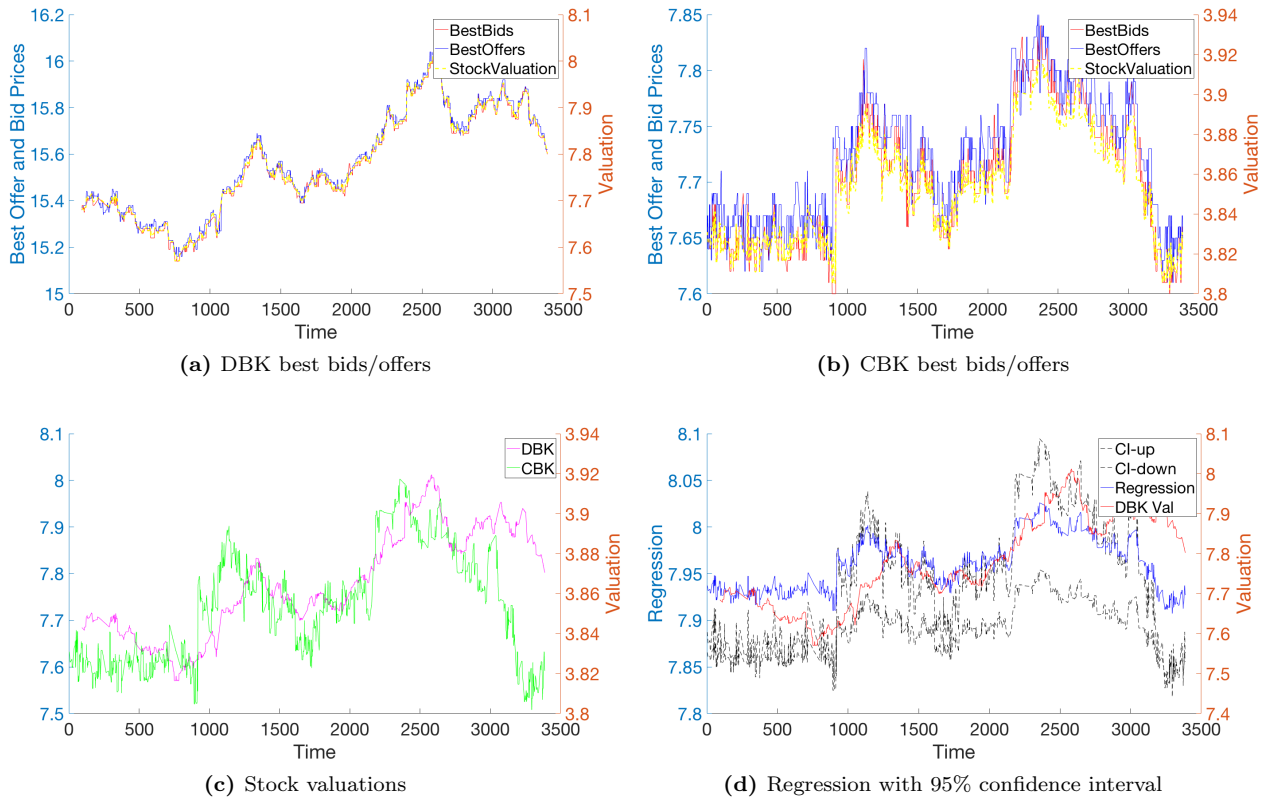 16.2
16
15.8
15.6
15.4
15.2
15
Best Offer and Bid Prices
8.1
8
7.9
7.8
7.7
7.6
7.5
Valuation
BestBids
BestOffers
StockValuation
0 500 1000 1500 2000 2500 3000 3500
Time
(a) DBK best bids/offers
7.85
7.8
7.75
7.7
7.65
7.6
Best Offer and Bid Prices
3.94
3.92
3.9
3.88
3.86
3.84
3.82
3.8
Valuation
BestBids
BestOffers
StockValuation
0 500 1000 1500 2000 2500 3000 3500
Time
(b) CBK best bids/offers
8.1
8
7.9
7.8
7.7
7.6
7.5
3.94
3.92
3.9
3.88
3.86
3.84
3.82
3.8
Valuation
DBK
CBK
0 500 1000 1500 2000 2500 3000 3500
Time
(c) Stock valuations
8.1
8.05
8
7.95
7.9
7.85
7.8
Regression
8.1
8
7.9
7.8
7.7
7.6
7.5
7.4
Valuation
CI-up
CI-down
Regression
DBK Val
0 500 1000 1500 2000 2500 3000 3500
Time
(d) Regression with 95% confidence interval